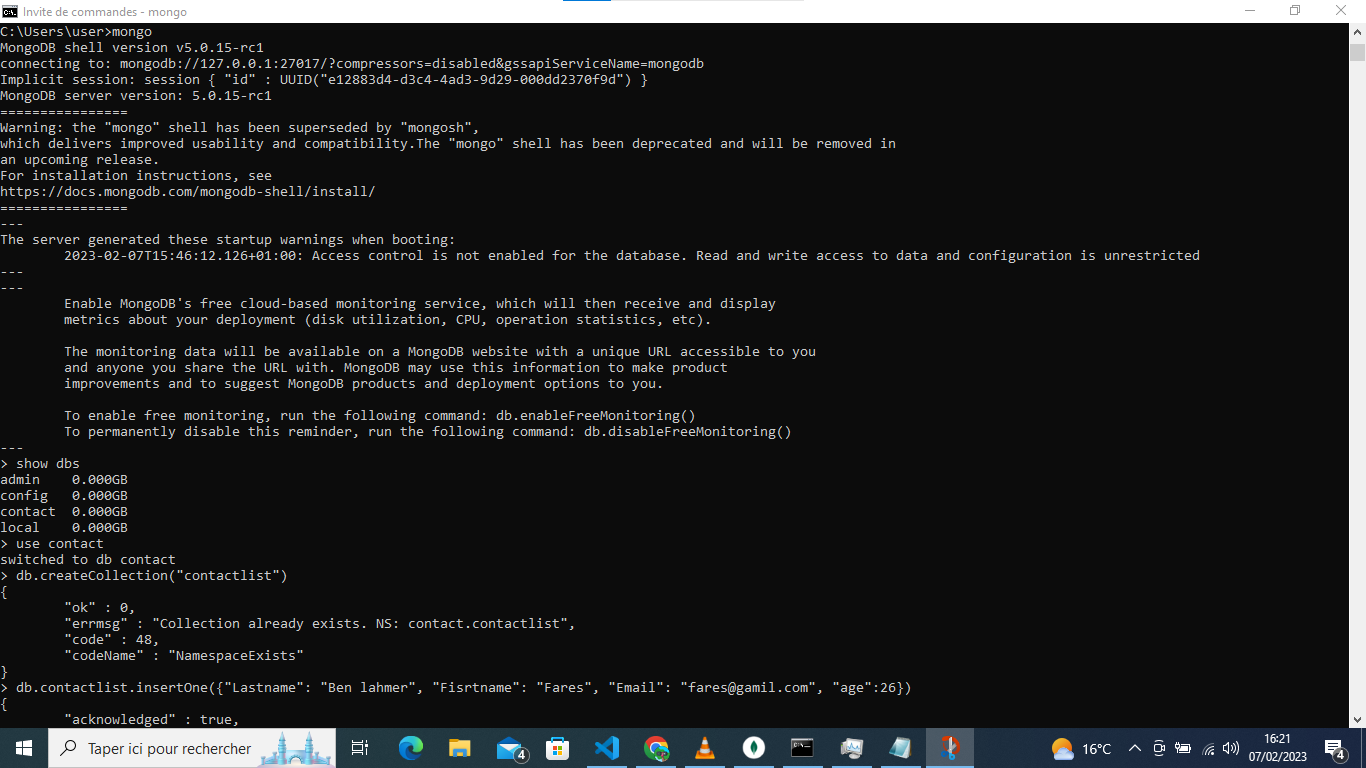 Invite de commandes - mongo
C:\Users\user>mongo
MongoDB shell version v5.0.15-rc1
connecting to: mongodb://127.0.0.1:27017/?compressors=disabled&gssapiServiceName=mongodb
Implicit session: session { "id" : UUID("e12883d4-d3c4-4ad3-9d29-000dd2370f9d") }
MongoDB server version: 5.0.15-rc1
================
Warning: the "mongo" shell has been superseded by "mongosh",
which delivers improved usability and compatibility.The "mongo" shell has been deprecated and will be removed in
an upcoming release.
For installation instructions, see
https://docs.mongodb.com/mongodb-shell/install/
================
---
The server generated these startup warnings when booting:
        2023-02-07T15:46:12.126+01:00: Access control is not enabled for the database. Read and write access to data and configuration is unrestricted
---
---
        Enable MongoDB's free cloud-based monitoring service, which will then receive and display
        metrics about your deployment (disk utilization, CPU, operation statistics, etc).

        The monitoring data will be available on a MongoDB website with a unique URL accessible to you
        and anyone you share the URL with. MongoDB may use this information to make product
        improvements and to suggest MongoDB products and deployment options to you.

        To enable free monitoring, run the following command: db.enableFreeMonitoring()
        To permanently disable this reminder, run the following command: db.disableFreeMonitoring()
---
> show dbs
admin    0.000GB
config   0.000GB
contact  0.000GB
local    0.000GB
> use contact
switched to db contact
> db.createCollection("contactlist")
{
        "ok" : 0,
        "errmsg" : "Collection already exists. NS: contact.contactlist",
        "code" : 48,
        "codeName" : "NamespaceExists"
}
> db.contactlist.insertOne({"Lastname": "Ben lahmer", "Fisrtname": "Fares", "Email": "fares@gamil.com", "age":26})
{
        "acknowledged" : true,
Taper ici pour rechercher
4
16°C
16:21
07/02/2023
4